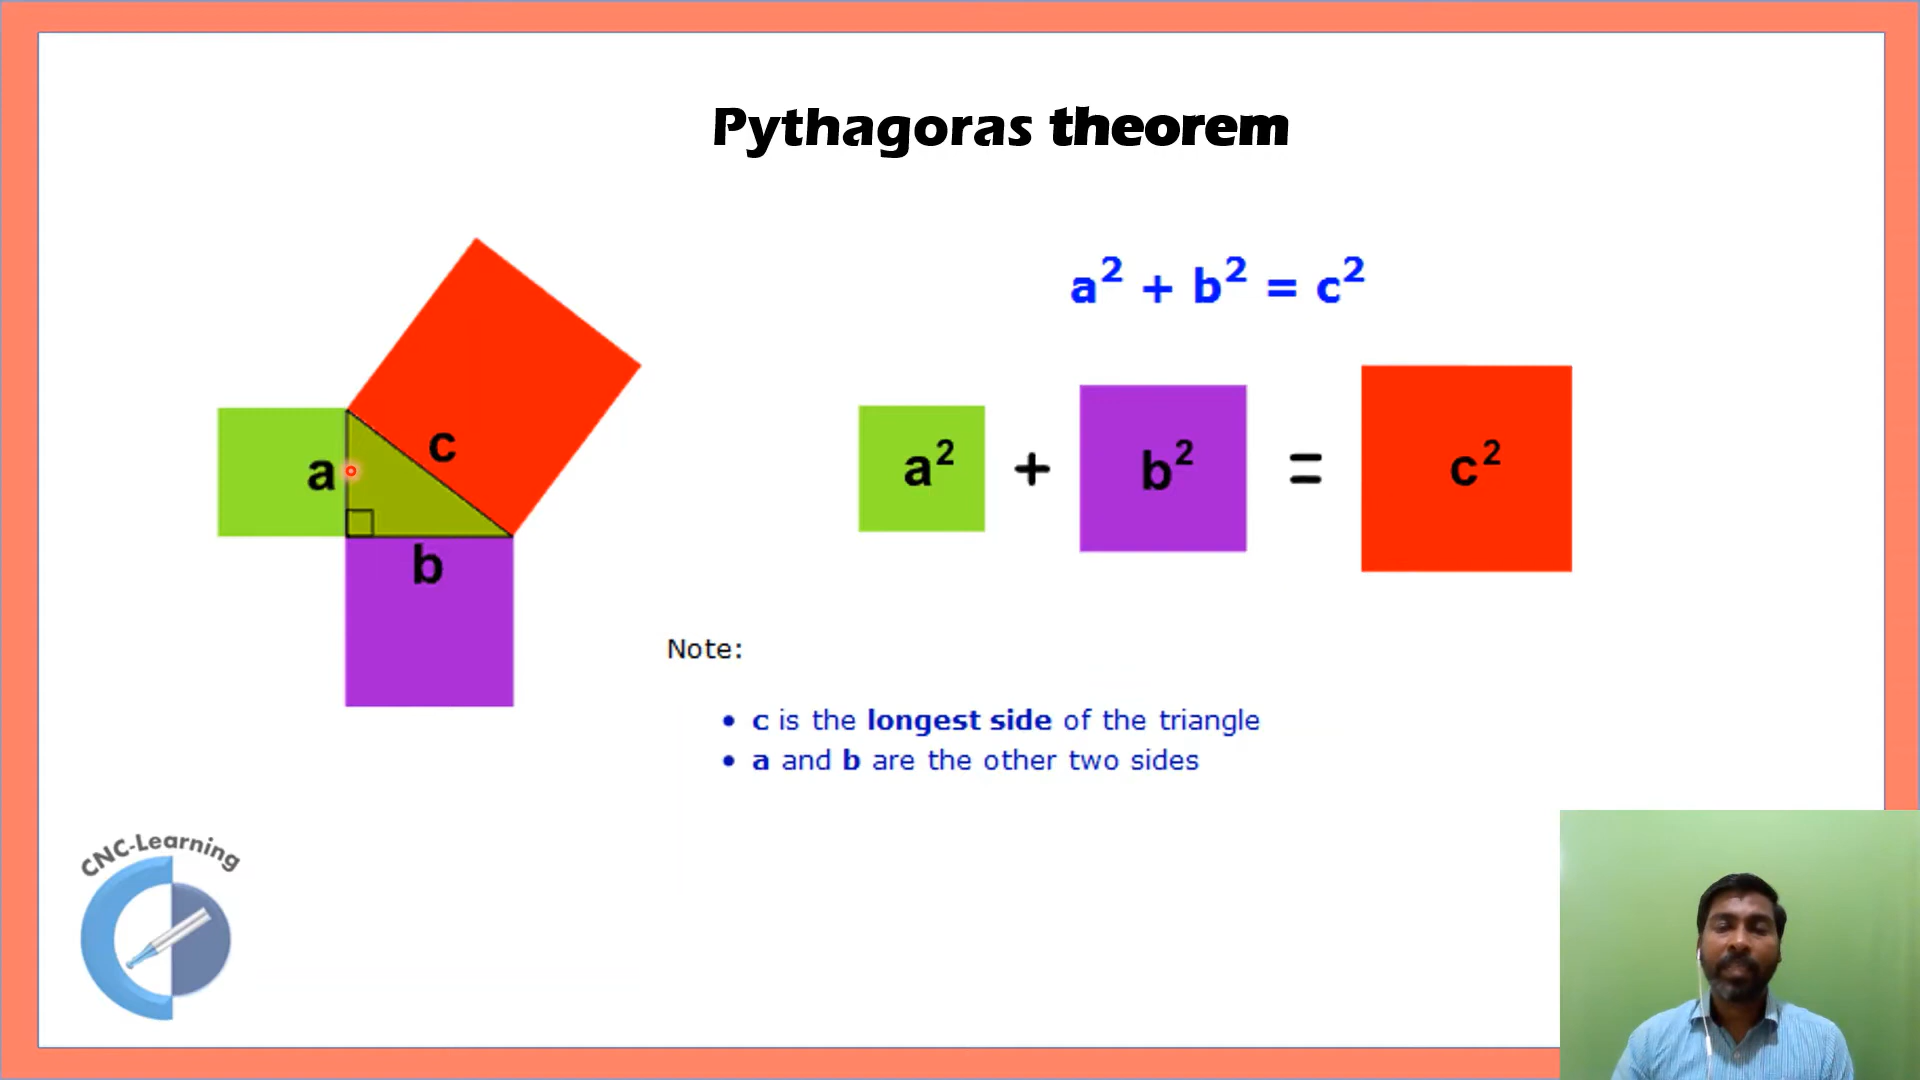 Pythagoras theorem
a² + b² = c²
a
c
b
a² + b² = c²
Note:
• c is the longest side of the triangle
• a and b are the other two sides
CNC-Learning